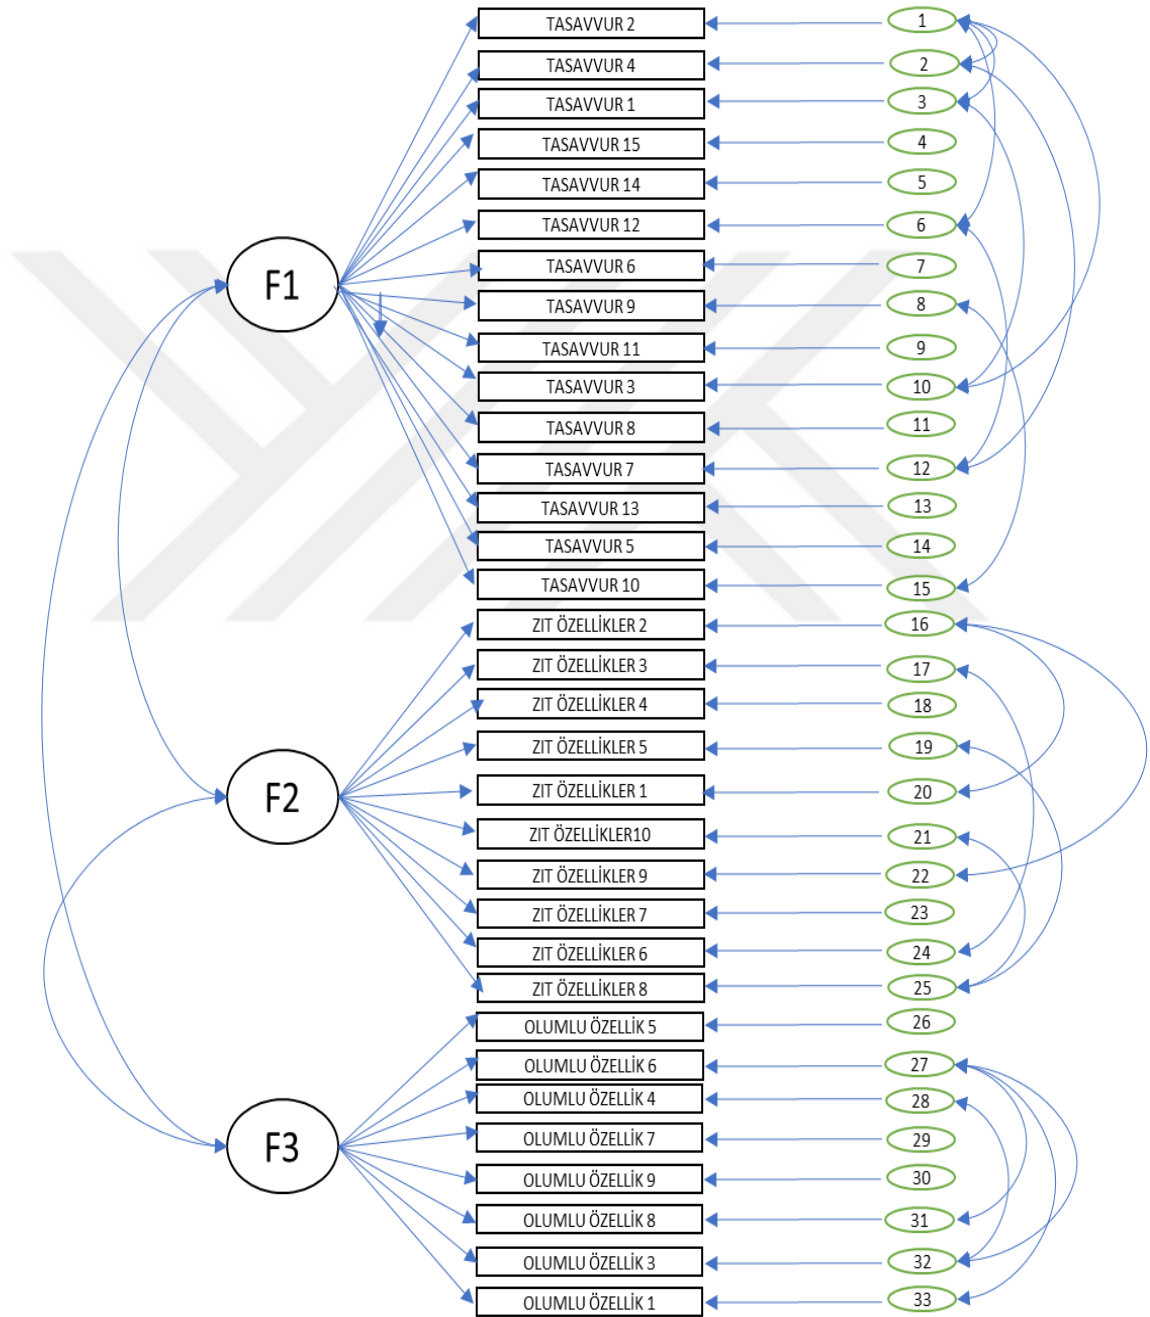 TASAVVUR 2 1
TASAVVUR 4 2
TASAVVUR 1 3
TASAVVUR 15 4
TASAVVUR 14 5
TASAVVUR 12 6
F1
TASAVVUR 6 7
TASAVVUR 9 8
TASAVVUR 11 9
TASAVVUR 3 10
TASAVVUR 8 11
TASAVVUR 7 12
TASAVVUR 13 13
TASAVVUR 5 14
TASAVVUR 10 15
ZIT ÖZELLİKLER 2 16
ZIT ÖZELLİKLER 3 17
ZIT ÖZELLİKLER 4 18
ZIT ÖZELLİKLER 5 19
F2
ZIT ÖZELLİKLER 1 20
ZIT ÖZELLİKLER10 21
ZIT ÖZELLİKLER 9 22
ZIT ÖZELLİKLER 7 23
ZIT ÖZELLİKLER 6 24
ZIT ÖZELLİKLER 8 25
OLUMLU ÖZELLİK 5 26
OLUMLU ÖZELLİK 6 27
OLUMLU ÖZELLİK 4 28
F3
OLUMLU ÖZELLİK 7 29
OLUMLU ÖZELLİK 9 30
OLUMLU ÖZELLİK 8 31
OLUMLU ÖZELLİK 3 32
OLUMLU ÖZELLİK 1 33